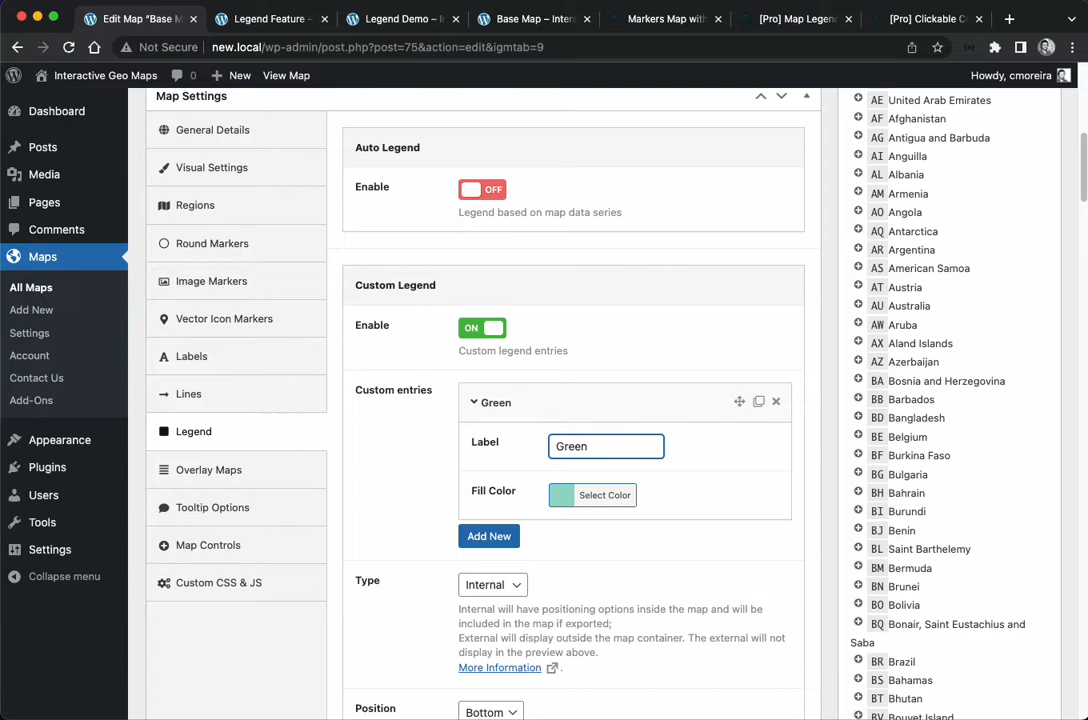 Edit Map "Base M
Legend Feature –
Legend Demo – In
Base Map – Intera
Markers Map with
[Pro] Map Legend
[Pro] Clickable Co
Not Secure
new.local/wp-admin/post.php?post=75&action=edit&igmtab=9
Interactive Geo Maps
0
New
View Map
Howdy, cmoreira
Dashboard
Posts
Media
Pages
Comments
Maps
All Maps
Add New
Settings
Account
Contact Us
Add-Ons
Appearance
Plugins
Users
Tools
Settings
Collapse menu
Map Settings
General Details
Visual Settings
Regions
Round Markers
Image Markers
Vector Icon Markers
Labels
Lines
Legend
Overlay Maps
Tooltip Options
Map Controls
Custom CSS & JS
Auto Legend
Enable
OFF
Legend based on map data series
Custom Legend
Enable
ON
Custom legend entries
Custom entries
Green
Label
Green
Fill Color
Select Color
Add New
Type
Internal
Internal will have positioning options inside the map and will be
included in the map if exported;
External will display outside the map container. The external will not
display in the preview above.
More Information .
Position
Bottom
AE United Arab Emirates
AF Afghanistan
AG Antigua and Barbuda
AI Anguilla
AL Albania
AM Armenia
AO Angola
AQ Antarctica
AR Argentina
AS American Samoa
AT Austria
AU Australia
AW Aruba
AX Aland Islands
AZ Azerbaijan
BA Bosnia and Herzegovina
BB Barbados
BD Bangladesh
BE Belgium
BF Burkina Faso
BG Bulgaria
BH Bahrain
BI Burundi
BJ Benin
BL Saint Barthelemy
BM Bermuda
BN Brunei
BO Bolivia
BQ Bonair, Saint Eustachius and
Saba
BR Brazil
BS Bahamas
BT Bhutan
BV Bouvet Island